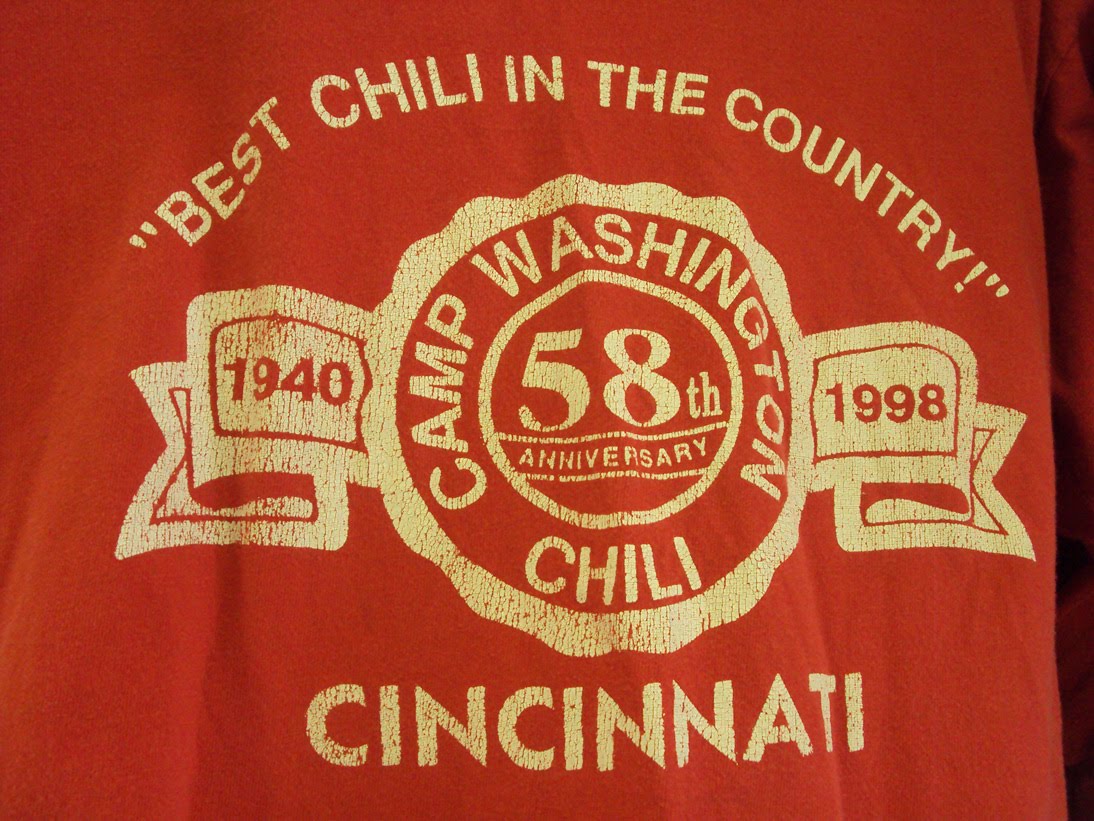 "BEST CHILI IN THE COUNTRY!"
CAMP WASHINGTON
1940
58th
1998
ANNIVERSARY
CHILI
CINCINNATI